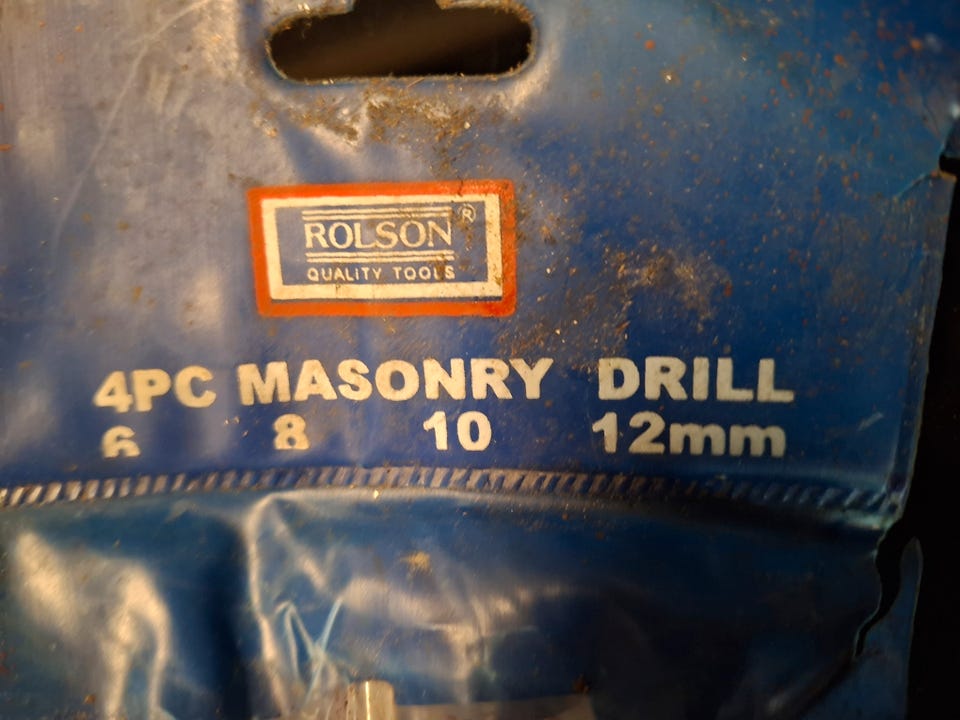 ROLSON®
QUALITY TOOLS
4PC MASONRY DRILL
6 8 10 12mm